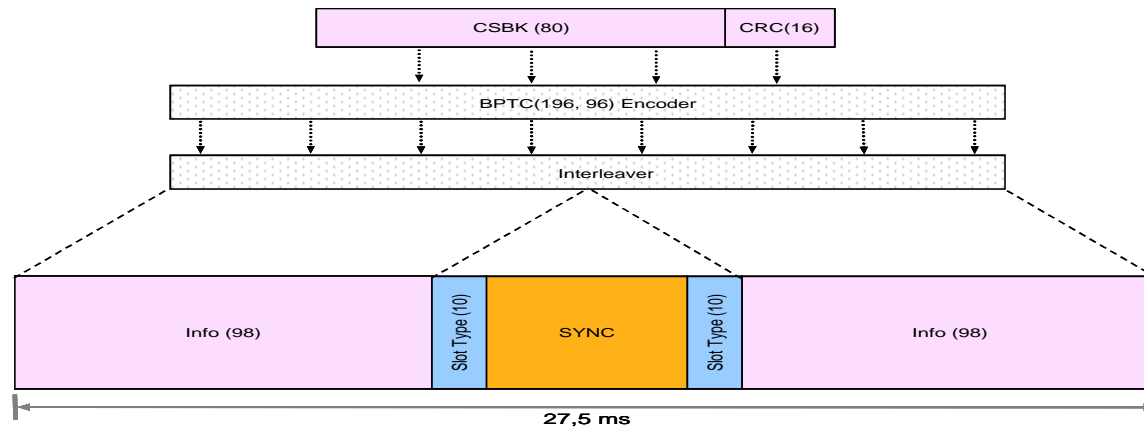 CSBK (80)
CRC(16)
BPTC(196, 96) Encoder
Interleaver
Info (98)
Slot Type (10)
SYNC
Slot Type (10)
Info (98)
27,5 ms